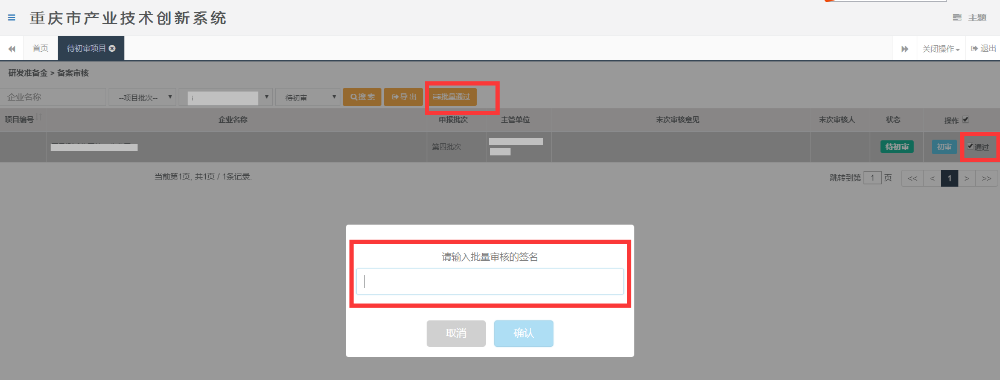 重庆市产业技术创新系统
主题
首页
待初审项目
关闭操作
退出
研发准备金 > 备案审核
企业名称
--项目批次--
待初审
搜 索
导 出
批量通过
项目编号
企业名称
申报批次
主管单位
末次审核意见
末次审核人
状态
操作
第四批次
待初审
初审
通过
当前第1页, 共1页 / 1条记录.
跳转到第 1 页
<< < 1 > >>
请输入批量审核的签名
取消
确认